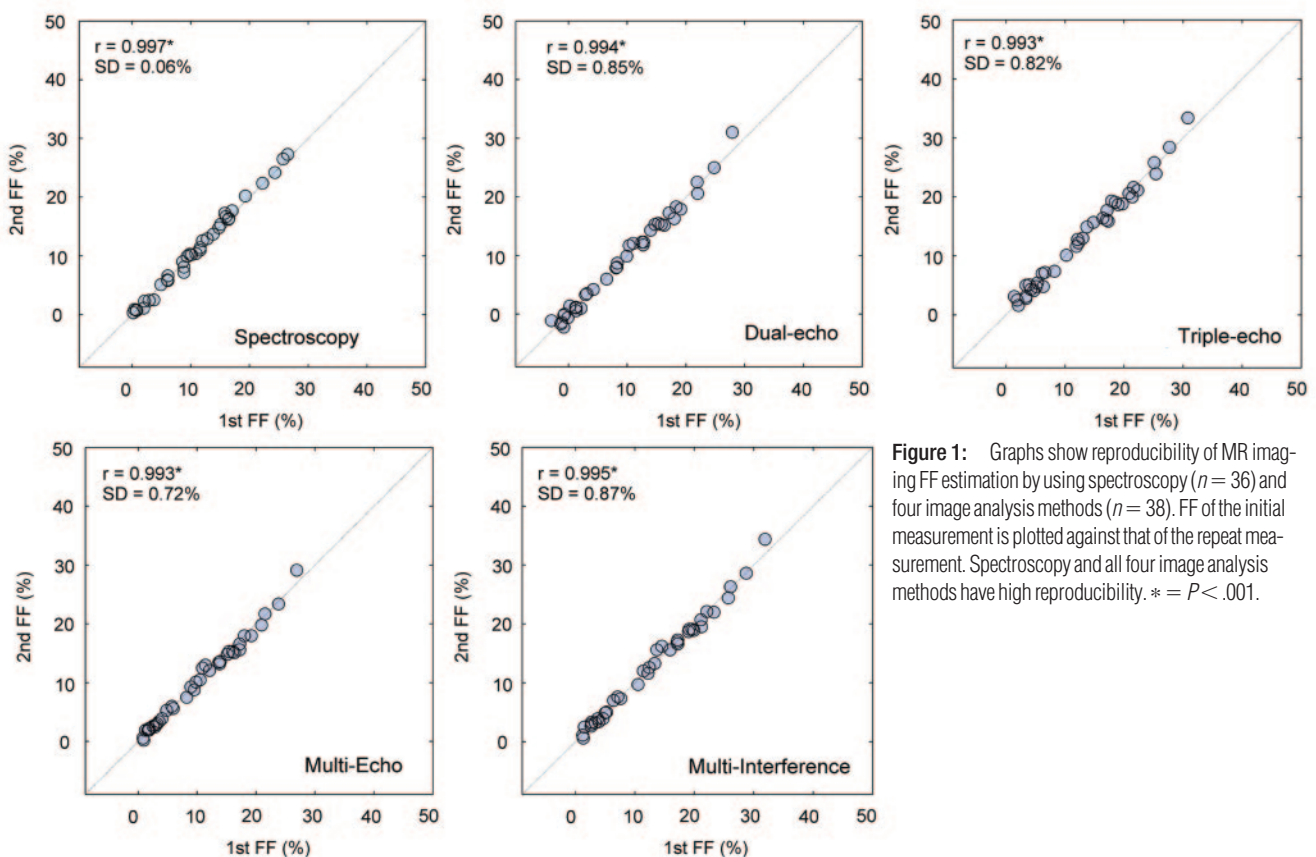 50
40
30
20
10
0
2nd FF (%)
r = 0.997*
SD = 0.06%
Spectroscopy
0 10 20 30 40 50
1st FF (%)
50
40
30
20
10
0
2nd FF (%)
r = 0.994*
SD = 0.85%
Dual-echo
0 10 20 30 40 50
1st FF (%)
50
40
30
20
10
0
2nd FF (%)
r = 0.993*
SD = 0.82%
Triple-echo
0 10 20 30 40 50
1st FF (%)
50
40
30
20
10
0
2nd FF (%)
r = 0.993*
SD = 0.72%
Multi-Echo
0 10 20 30 40 50
1st FF (%)
50
40
30
20
10
0
2nd FF (%)
r = 0.995*
SD = 0.87%
Multi-Interference
0 10 20 30 40 50
1st FF (%)
Figure 1: Graphs show reproducibility of MR imag-
ing FF estimation by using spectroscopy (n = 36) and
four image analysis methods (n = 38). FF of the initial
measurement is plotted against that of the repeat mea-
surement. Spectroscopy and all four image analysis
methods have high reproducibility. * = P < .001.